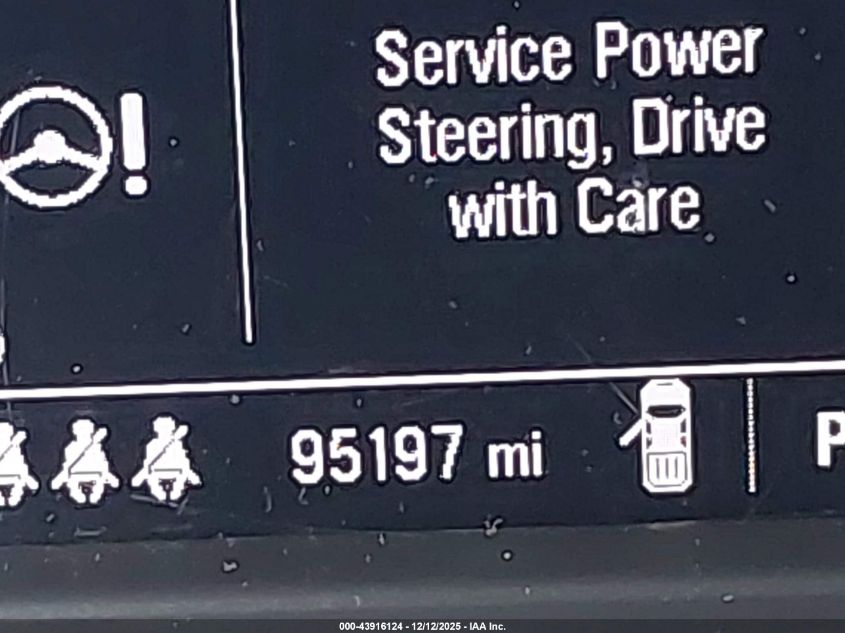 Service Power
Steering, Drive
with Care
95197 mi
P
000-43916124 - 12/12/2025 - IAA Inc.